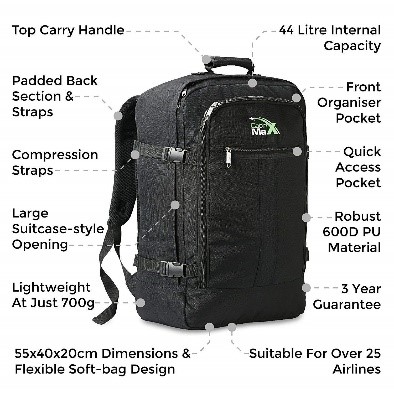 Top Carry Handle
44 Litre Internal
Capacity
Padded Back
Section &
Straps
Front
Organiser
Pocket
Cabin
Max
Compression
Straps
Quick
Access
Pocket
Large
Suitcase-style
Opening
Robust
600D PU
Material
Lightweight
At Just 700g
3 Year
Guarantee
55x40x20cm Dimensions &
Flexible Soft-bag Design
Suitable For Over 25
Airlines